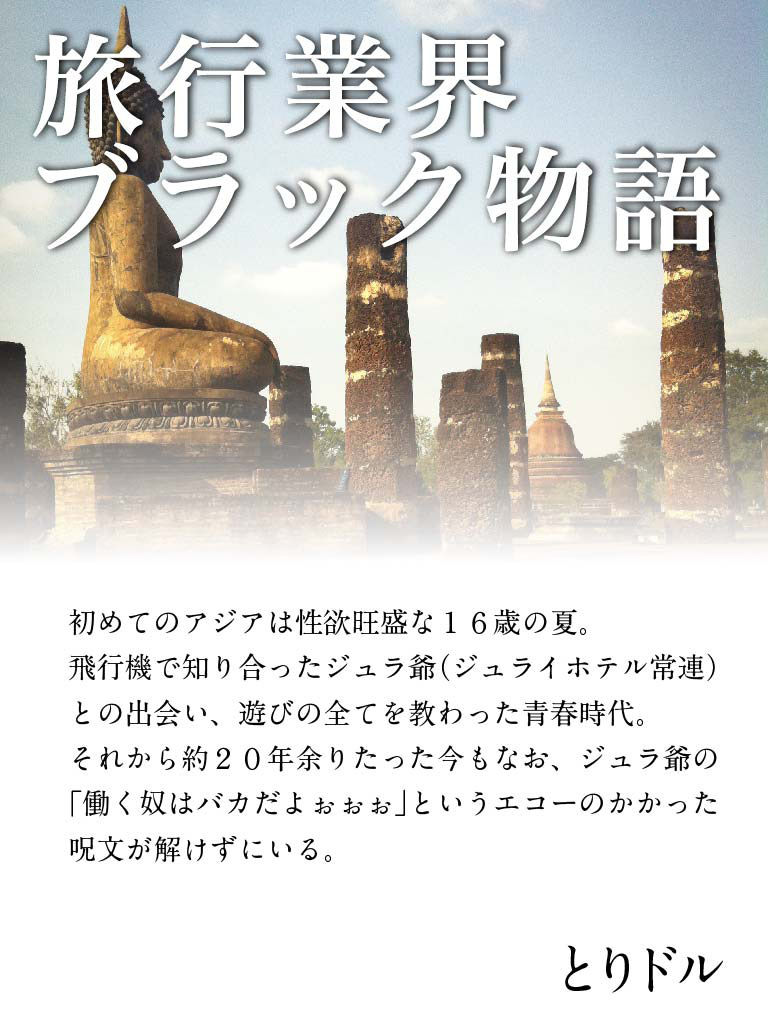 旅行業界
ブラック物語
初めてのアジアは性欲旺盛な１６歳の夏。
飛行機で知り合ったジュラ爺（ジュライホテル常連）
との出会い、遊びの全てを教わった青春時代。
それから約２０年余りたった今もなお、ジュラ爺の
「働く奴はバカだよぉぉぉ」というエコーのかかった
呪文が解けずにいる。
とりドル